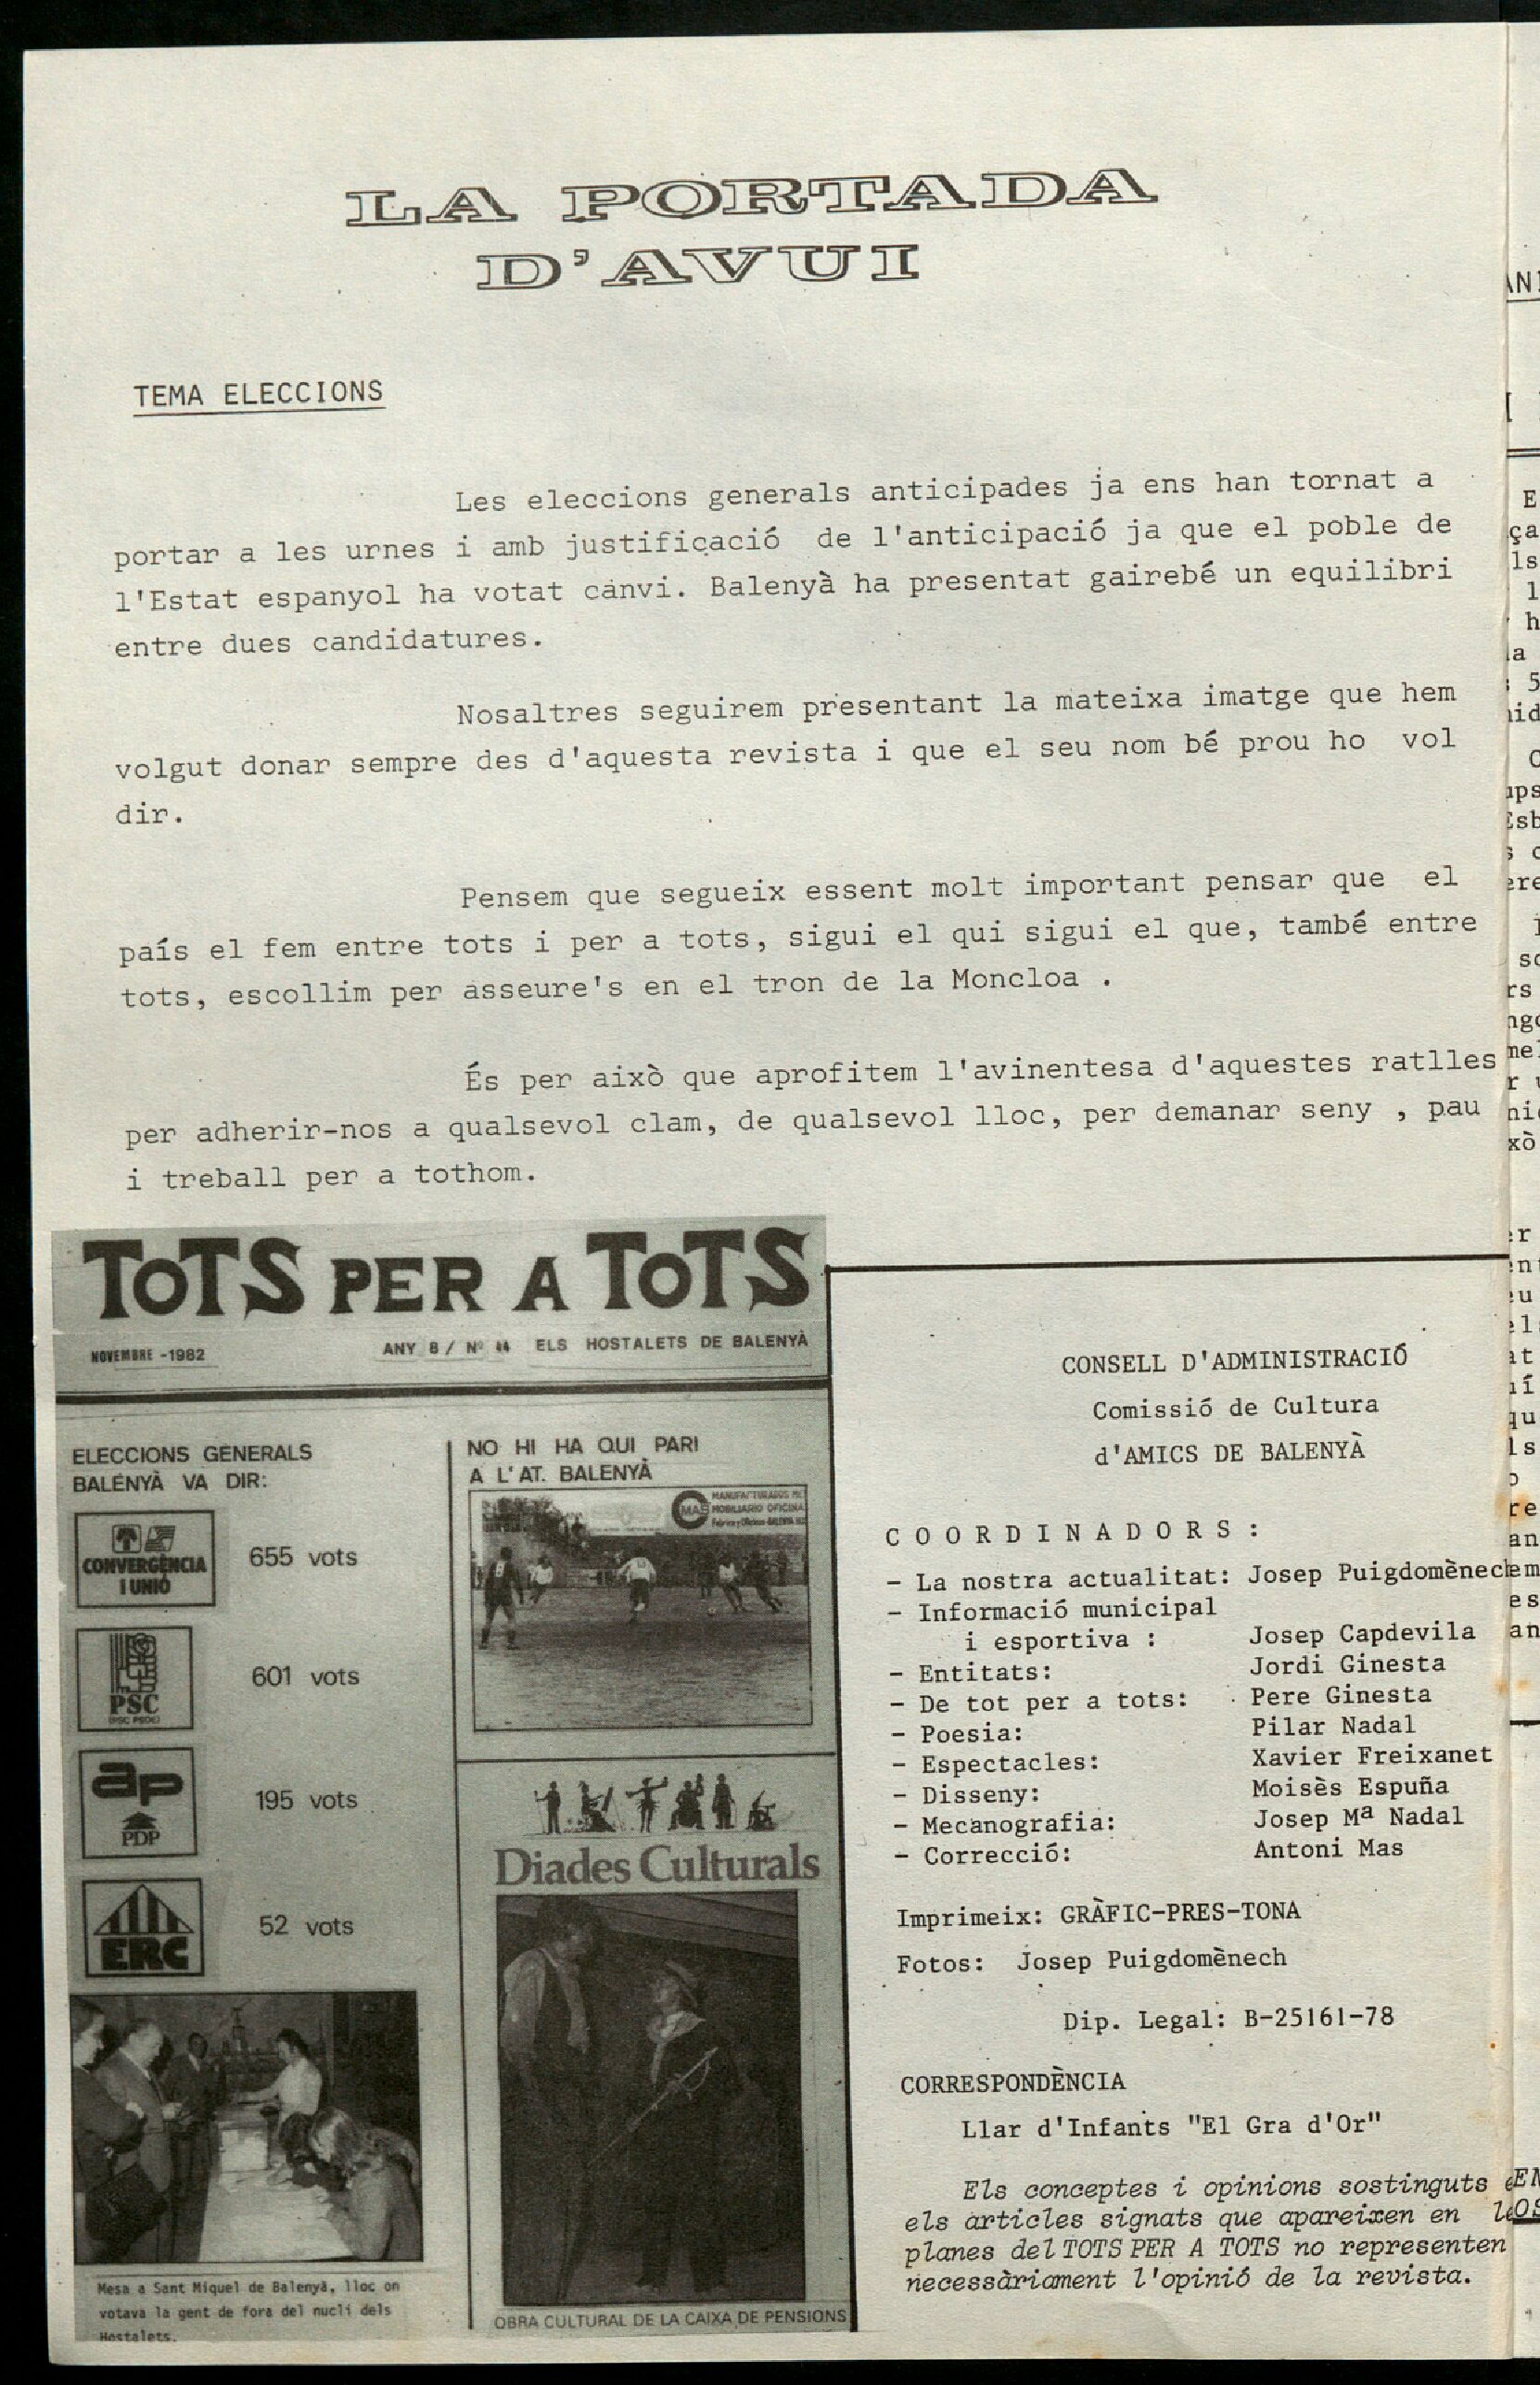 LA PORTADA
D'AVUI
TEMA ELECCIONS
Les eleccions generals anticipades ja ens han tornat a
portar a les urnes i amb justificació de l'anticipació ja que el poble de
l'Estat espanyol ha votat canvi. Balenyà ha presentat gairebé un equilibri
entre dues candidatures.
Nosaltres seguirem presentant la mateixa imatge que hem
volgut donar sempre des d'aquesta revista i que el seu nom bé prou ho vol
dir.
Pensem que segueix essent molt important pensar que el
país el fem entre tots i per a tots, sigui el qui sigui el que, també entre
tots, escollim per asseure's en el tron de la Moncloa .
És per això que aprofitem l'avinentesa d'aquestes ratlles
per adherir-nos a qualsevol clam, de qualsevol lloc, per demanar seny , pau
i treball per a tothom.
TOTS PER A TOTS
NOVEMBRE -1982 ANY 8 / Nº 44 ELS HOSTALETS DE BALENYÀ
ELECCIONS GENERALS
BALENYÀ VA DIR:
CONVERGÈNCIA
I UNIÓ
655 vots
PSC
(PSC PSOE)
601 vots
ap
PDP
195 vots
ERC
52 vots
Mesa a Sant Miquel de Balenyà, lloc on
votava la gent de fora del nucli dels
Hostalets.
NO HI HA QUI PARI
A L'AT. BALENYÀ
MAS
MOBILIARIO OFICINA
Diades Culturals
OBRA CULTURAL DE LA CAIXA DE PENSIONS
CONSELL D'ADMINISTRACIÓ
Comissió de Cultura
d'AMICS DE BALENYÀ
COORDINADORS:
- La nostra actualitat: Josep Puigdomènech
- Informació municipal
i esportiva : Josep Capdevila
- Entitats: Jordi Ginesta
- De tot per a tots: Pere Ginesta
- Poesia: Pilar Nadal
- Espectacles: Xavier Freixanet
- Disseny: Moisès Espuña
- Mecanografia: Josep Mª Nadal
- Correcció: Antoni Mas
Imprimeix: GRÀFIC-PRES-TONA
Fotos: Josep Puigdomènech
Dip. Legal: B-25161-78
CORRESPONDÈNCIA
Llar d'Infants "El Gra d'Or"
Els conceptes i opinions sostinguts
els articles signats que apareixen en
planes del TOTS PER A TOTS no representen
necessàriament l'opinió de la revista.